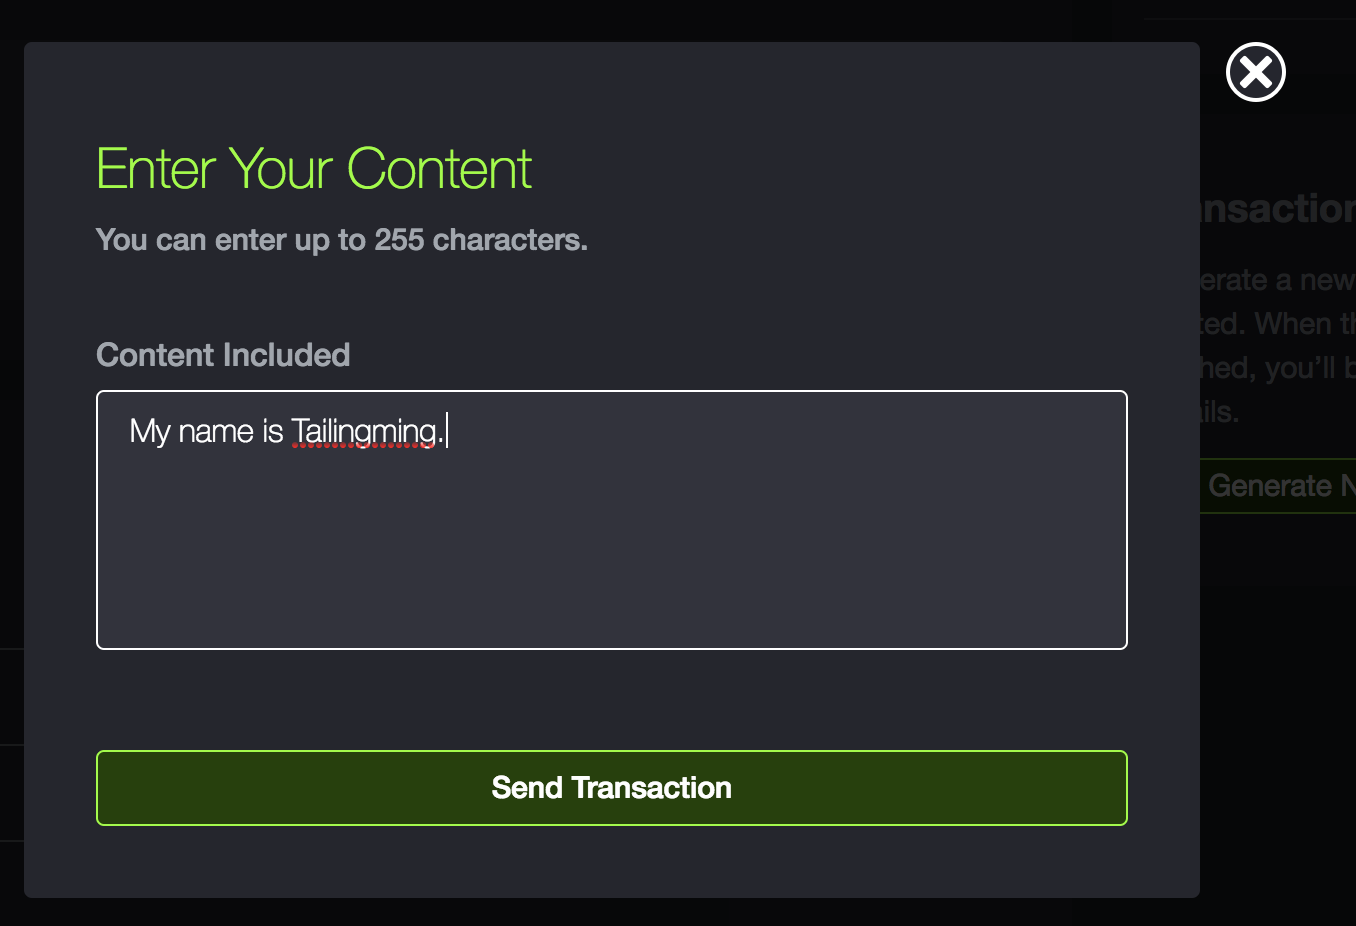 Enter Your Content
You can enter up to 255 characters.
Content Included
My name is Tailingming.
Send Transaction
nsaction
erate a new
ted. When th
hed, you'll b
ils.
Generate N